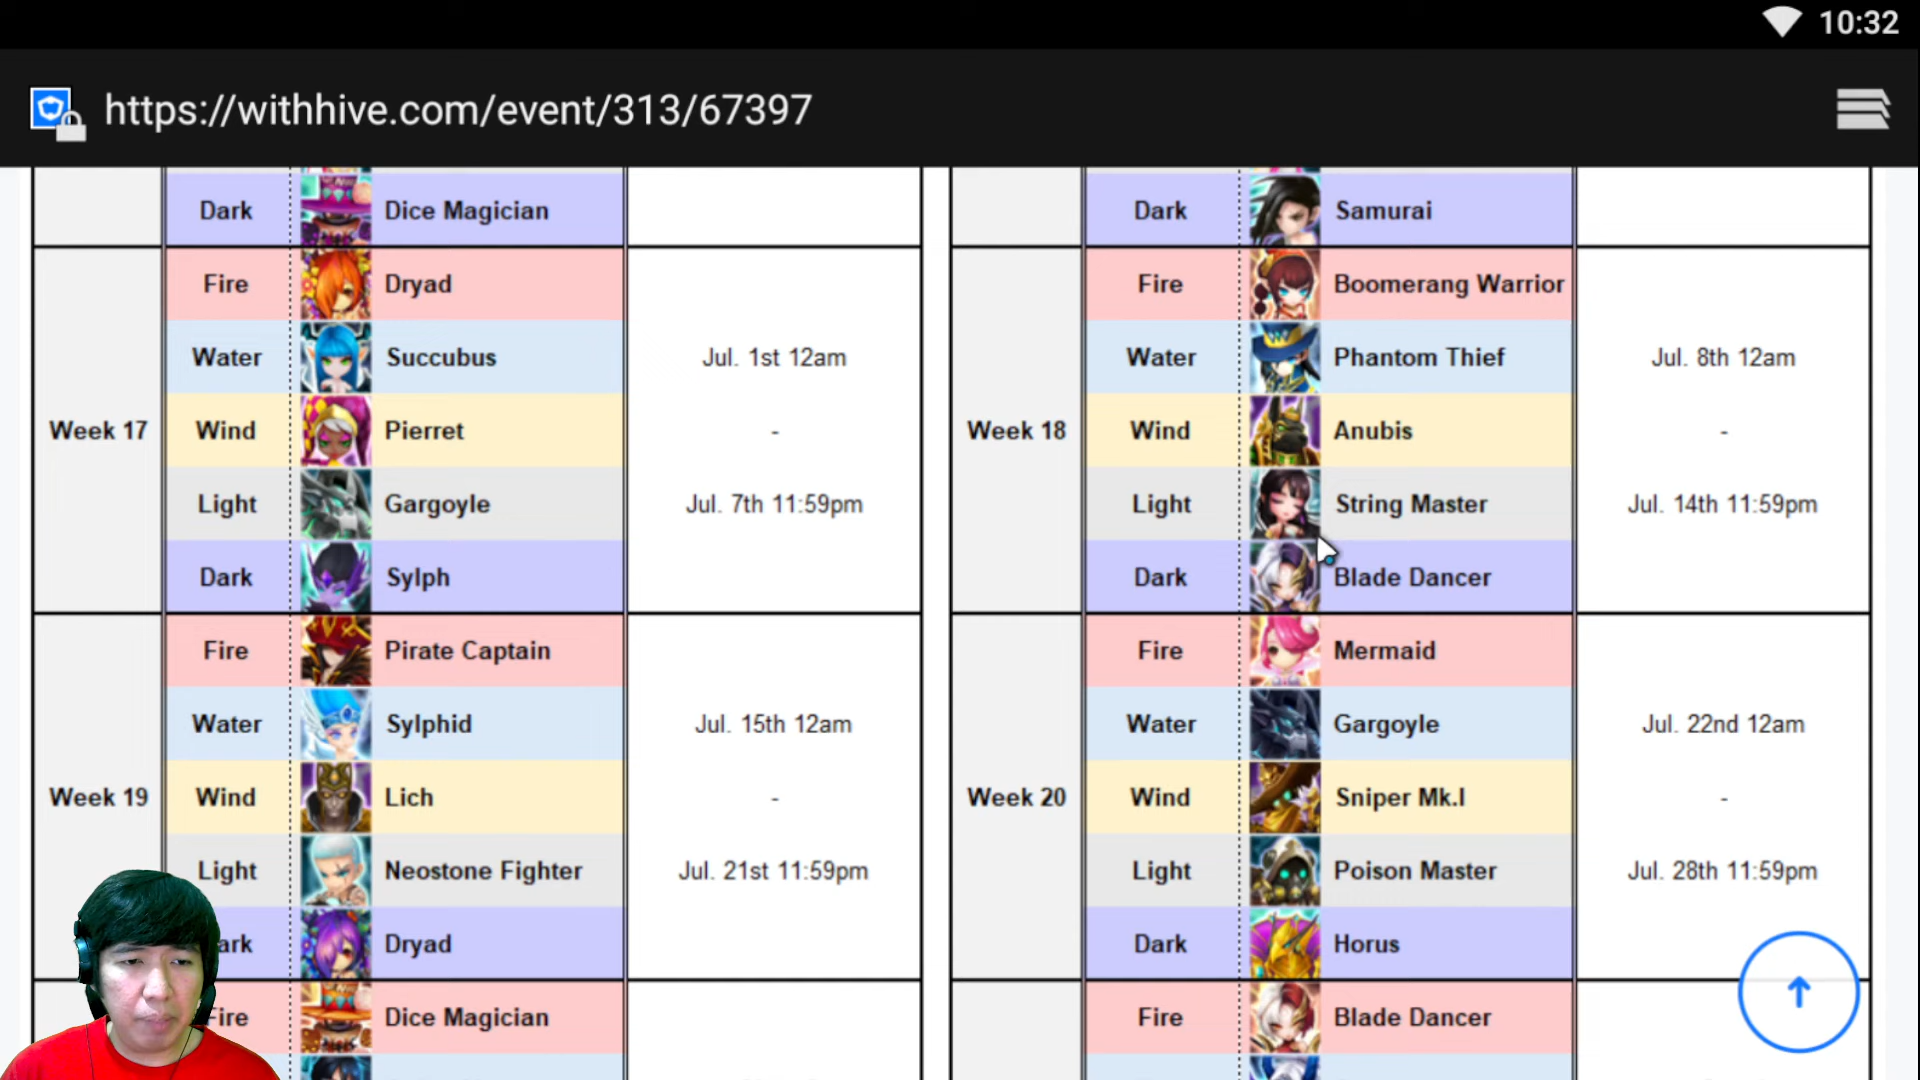 10:32
https://withhive.com/event/313/67397
Dark Dice Magician
Dark Samurai
Week 17
Fire Dryad
Water Succubus
Wind Pierret
Light Gargoyle
Dark Sylph
Jul. 1st 12am
-
Jul. 7th 11:59pm
Week 18
Fire Boomerang Warrior
Water Phantom Thief
Wind Anubis
Light String Master
Dark Blade Dancer
Jul. 8th 12am
-
Jul. 14th 11:59pm
Week 19
Fire Pirate Captain
Water Sylphid
Wind Lich
Light Neostone Fighter
ark Dryad
Jul. 15th 12am
-
Jul. 21st 11:59pm
Week 20
Fire Mermaid
Water Gargoyle
Wind Sniper Mk.I
Light Poison Master
Dark Horus
Jul. 22nd 12am
-
Jul. 28th 11:59pm
Fire Dice Magician
Fire Blade Dancer